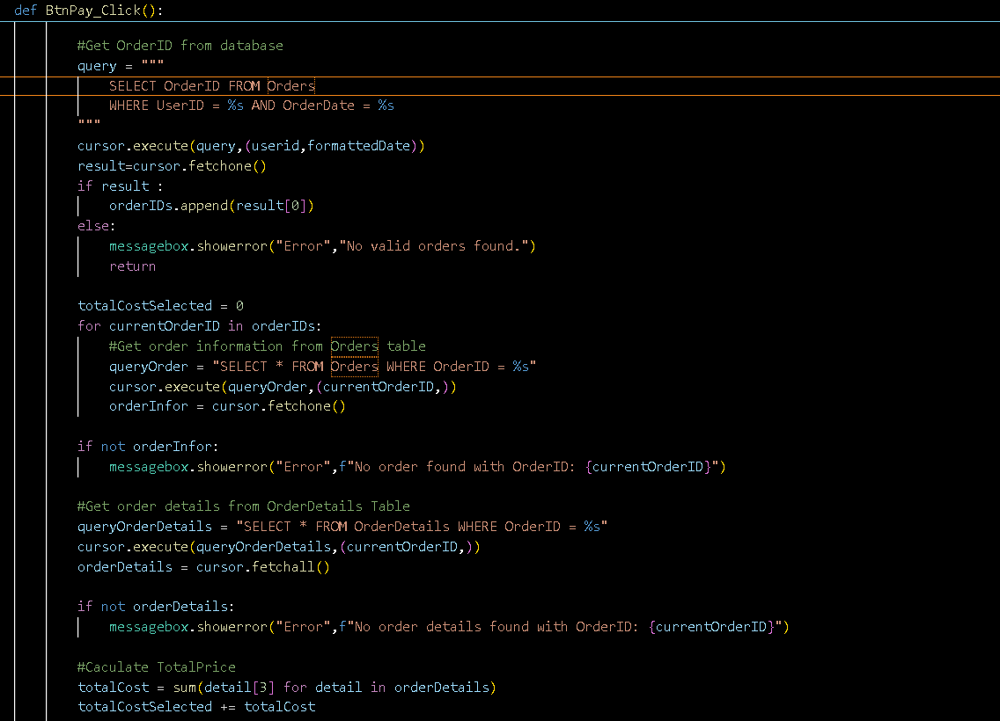 def BtnPay_Click():
#Get OrderID from database
query = """
SELECT OrderID FROM Orders
WHERE UserID = %s AND OrderDate = %s
"""
cursor.execute(query,(userid,formattedDate))
result=cursor.fetchone()
if result :
orderIDs.append(result[0])
else:
messagebox.showerror("Error","No valid orders found.")
return
totalCostSelected = 0
for currentOrderID in orderIDs:
#Get order information from Orders table
queryOrder = "SELECT * FROM Orders WHERE OrderID = %s"
cursor.execute(queryOrder,(currentOrderID,))
orderInfor = cursor.fetchone()
if not orderInfor:
messagebox.showerror("Error",f"No order found with OrderID: {currentOrderID}")
#Get order details from OrderDetails Table
queryOrderDetails = "SELECT * FROM OrderDetails WHERE OrderID = %s"
cursor.execute(queryOrderDetails,(currentOrderID,))
orderDetails = cursor.fetchall()
if not orderDetails:
messagebox.showerror("Error",f"No order details found with OrderID: {currentOrderID}")
#Caculate TotalPrice
totalCost = sum(detail[3] for detail in orderDetails)
totalCostSelected += totalCost